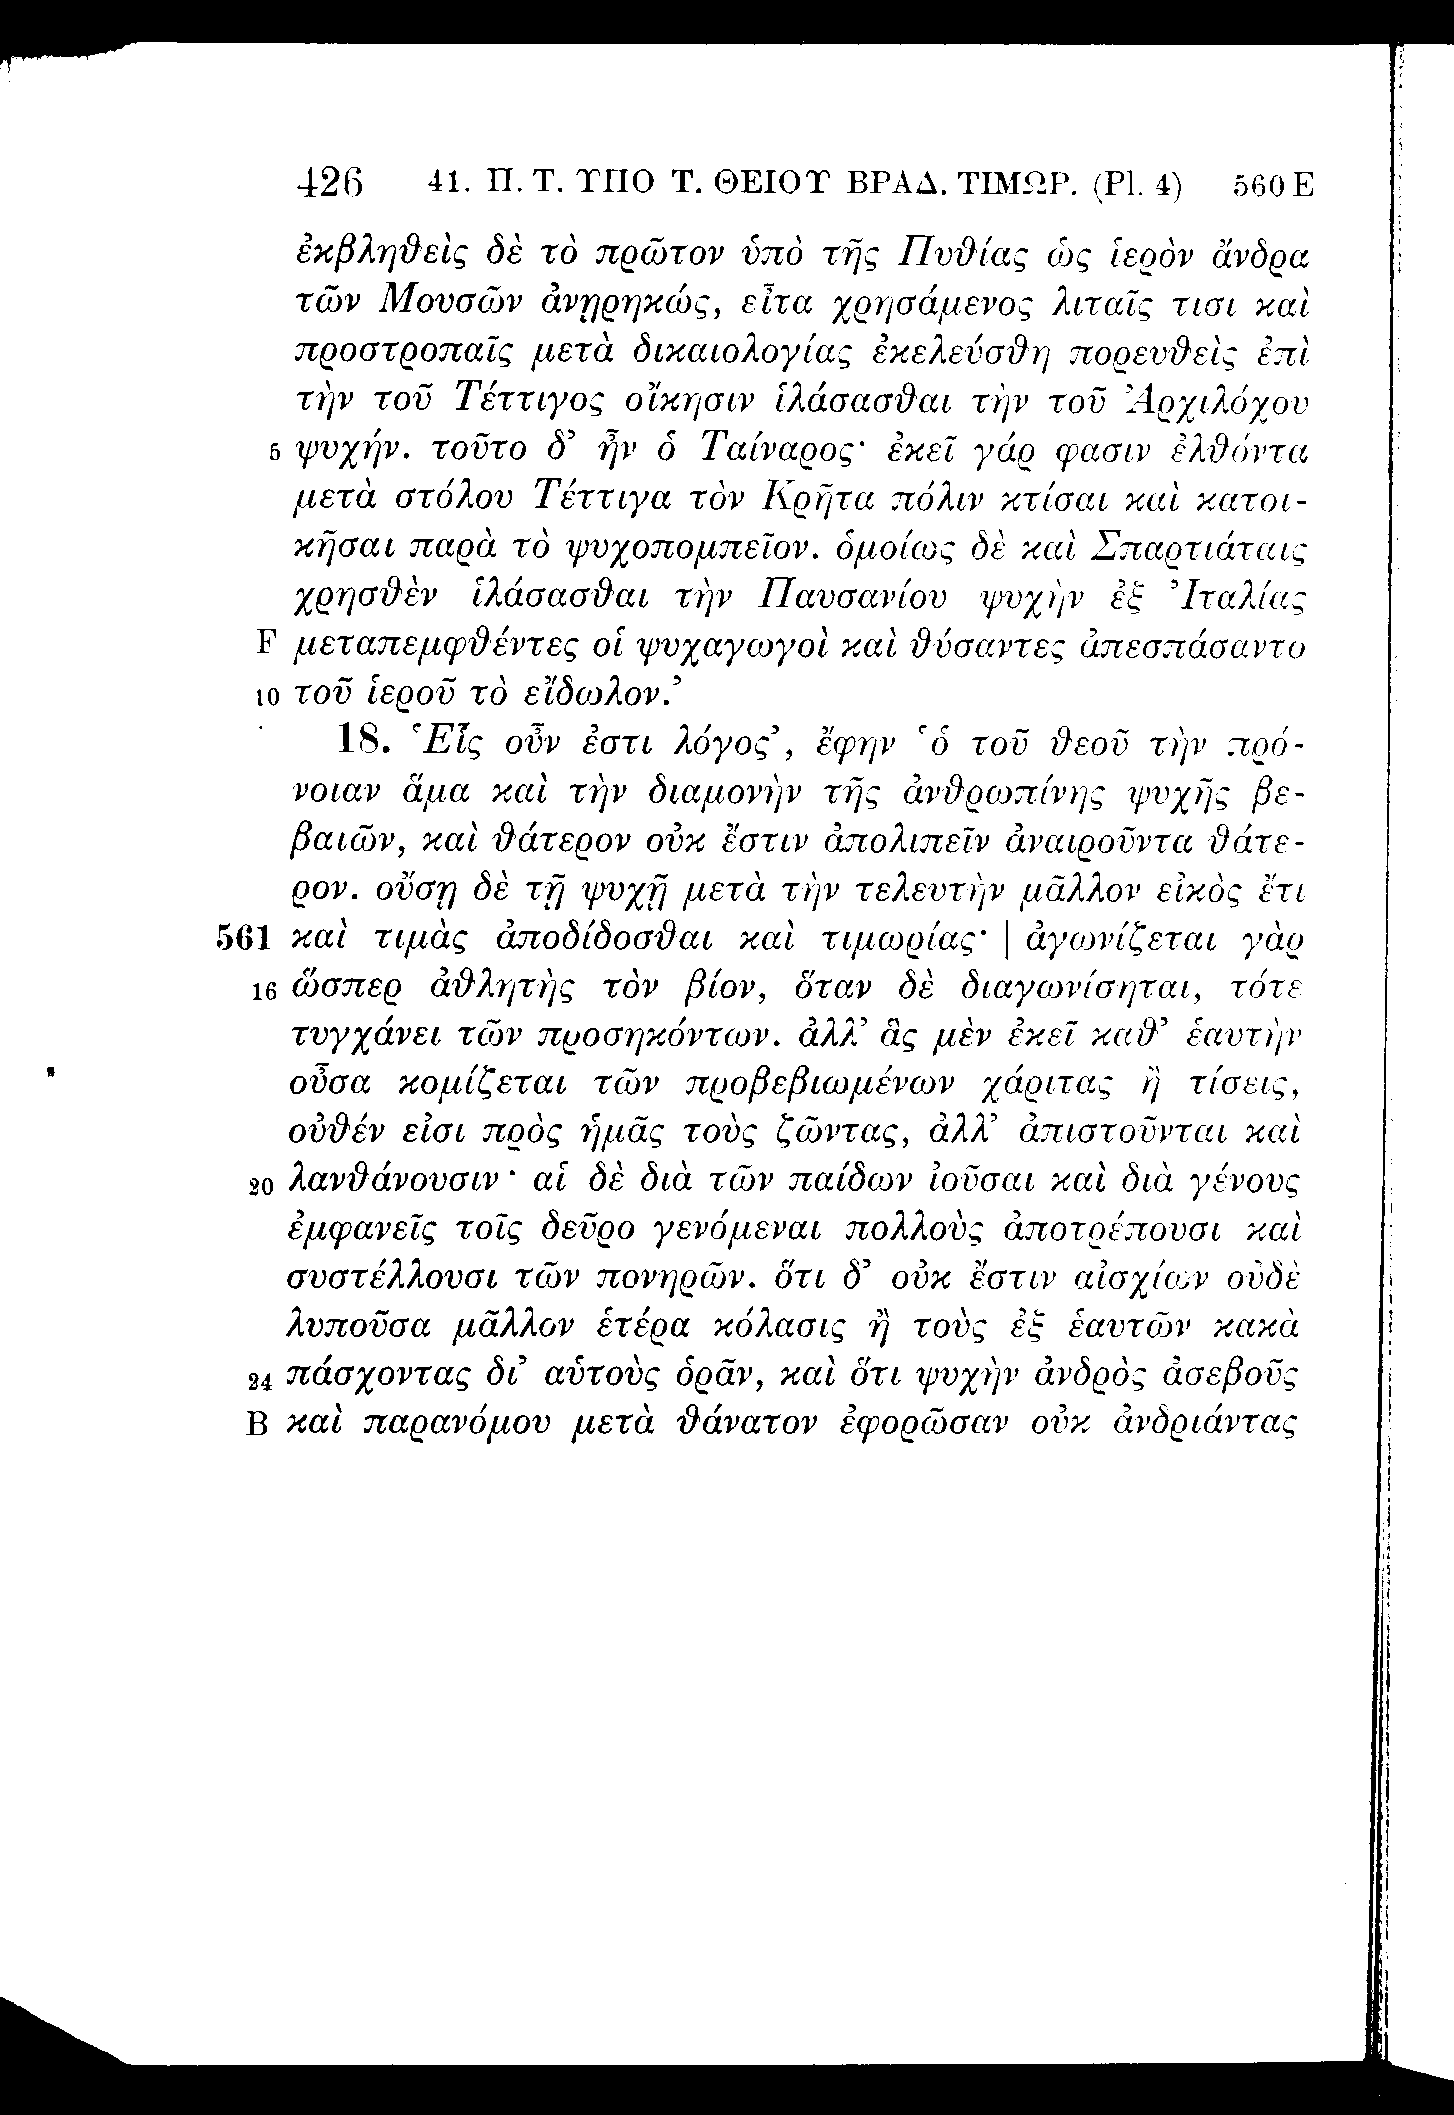 426 41. Π. Τ. ΥΠΟ Τ. ΘΕΙΟΥ ΒΡΑΔ. ΤΙΜΩΡ. (Pl. 4) 560 E
ἐκβληθεὶς δὲ τὸ πρῶτον ὑπὸ τῆς Πυθίας ὡς ἱερὸν ἄνδρα
τῶν Μουσῶν ἀνῃρηκώς, εἶτα χρησάμενος λιταῖς τισι καὶ
προστροπαῖς μετὰ δικαιολογίας ἐκελεύσθη πορευθεὶς ἐπὶ
τὴν τοῦ Τέττιγος οἴκησιν ἱλάσασθαι τὴν τοῦ Ἀρχιλόχου
5 ψυχήν. τοῦτο δ’ ἦν ὁ Ταίναρος· ἐκεῖ γάρ φασιν ἐλθόντα
μετὰ στόλου Τέττιγα τὸν Κρῆτα πόλιν κτίσαι καὶ κατοι-
κῆσαι παρὰ τὸ ψυχοπομπεῖον. ὁμοίως δὲ καὶ Σπαρτιάταις
χρησθὲν ἱλάσασθαι τὴν Παυσανίου ψυχὴν ἐξ Ἰταλίας
F μεταπεμφθέντες οἱ ψυχαγωγοὶ καὶ θύσαντες ἀπεσπάσαντο
10 τοῦ ἱεροῦ τὸ εἴδωλον.’
18. ‘Εἷς οὖν ἐστι λόγος’, ἔφην ‘ὁ τοῦ θεοῦ τὴν πρό-
νοιαν ἅμα καὶ τὴν διαμονὴν τῆς ἀνθρωπίνης ψυχῆς βε-
βαιῶν, καὶ θάτερον οὐκ ἔστιν ἀπολιπεῖν ἀναιροῦντα θάτε-
ρον. οὔσῃ δὲ τῇ ψυχῇ μετὰ τὴν τελευτὴν μᾶλλον εἰκὸς ἔτι
561 καὶ τιμὰς ἀποδίδοσθαι καὶ τιμωρίας· | ἀγωνίζεται γὰρ
16 ὥσπερ ἀθλητὴς τὸν βίον, ὅταν δὲ διαγωνίσηται, τότε
τυγχάνει τῶν προσηκόντων. ἀλλ’ ἃς μὲν ἐκεῖ καθ’ ἑαυτὴν
οὖσα κομίζεται τῶν προβεβιωμένων χάριτας ἢ τίσεις,
οὐθέν εἰσι πρὸς ἡμᾶς τοὺς ζῶντας, ἀλλ’ ἀπιστοῦνται καὶ
20 λανθάνουσιν· αἱ δὲ διὰ τῶν παίδων ἰοῦσαι καὶ διὰ γένους
ἐμφανεῖς τοῖς δεῦρο γενόμεναι πολλοὺς ἀποτρέπουσι καὶ
συστέλλουσι τῶν πονηρῶν. ὅτι δ’ οὐκ ἔστιν αἰσχίων οὐδὲ
λυποῦσα μᾶλλον ἑτέρα κόλασις ἢ τοὺς ἐξ ἑαυτῶν κακὰ
24 πάσχοντας δι’ αὑτοὺς ὁρᾶν, καὶ ὅτι ψυχὴν ἀνδρὸς ἀσεβοῦς
B καὶ παρανόμου μετὰ θάνατον ἐφορῶσαν οὐκ ἀνδριάντας